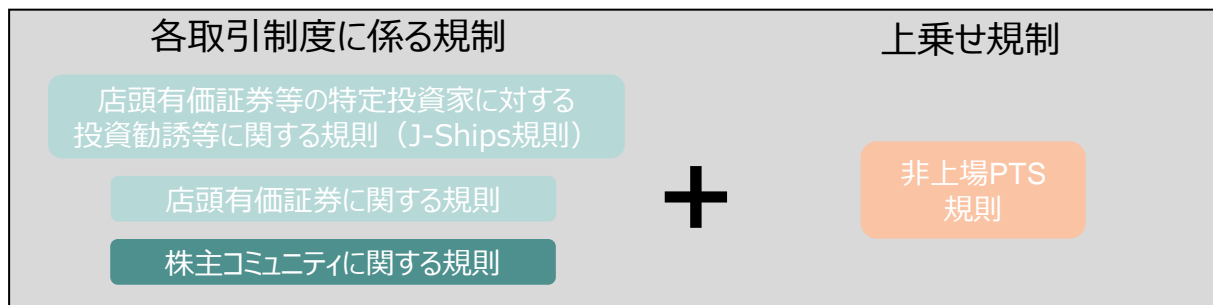 各取引制度に係る規制
上乗せ規制
店頭有価証券等の特定投資家に対する
投資勧誘等に関する規則（J-Ships規則）
店頭有価証券に関する規則
株主コミュニティに関する規則
+
非上場PTS
規則